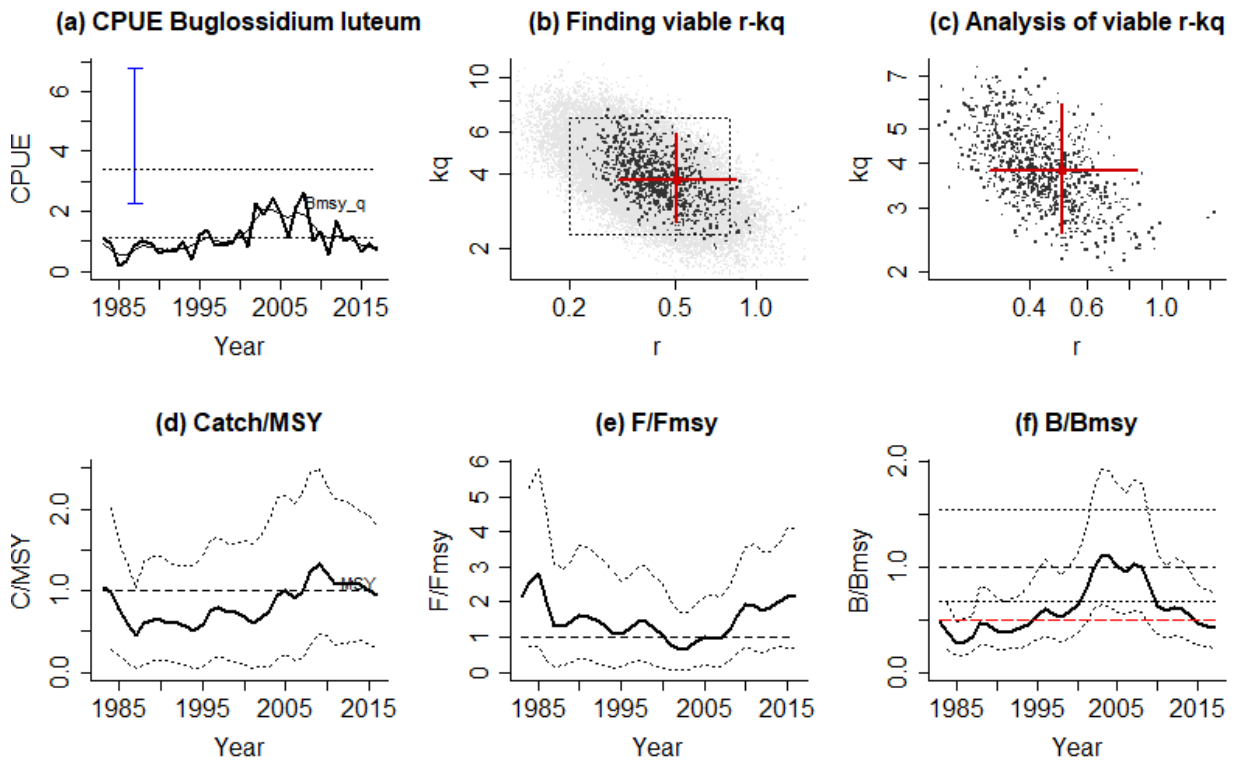 (a) CPUE Buglossidium luteum
CPUE
6
4
2
0
Bmsy_q
1985 1995 2005 2015
Year
(b) Finding viable r-kq
kq
10
6
4
2
0.2 0.5 1.0
r
(c) Analysis of viable r-kq
kq
7
5
4
3
2
0.4 0.6 1.0
r
(d) Catch/MSY
C/MSY
2.0
1.0
0.0
MSY
1985 1995 2005 2015
Year
(e) F/Fmsy
F/Fmsy
6
5
4
3
2
1
0
1985 1995 2005 2015
Year
(f) B/Bmsy
B/Bmsy
2.0
1.0
0.0
1985 1995 2005 2015
Year